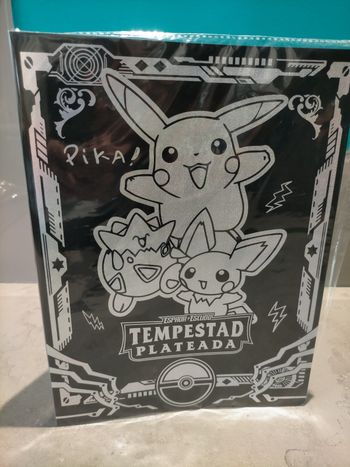 PiKA!
ESPADA Y ESCUDO
TEMPESTAD
PLATEADA